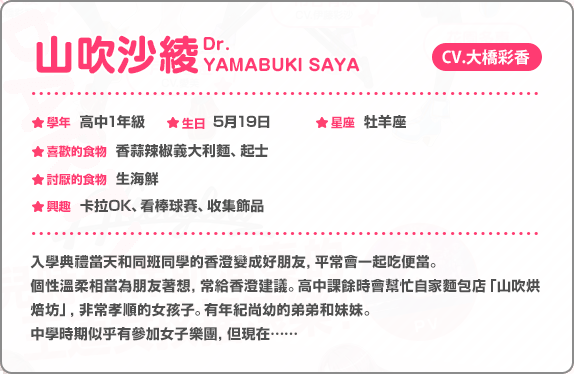 山吹沙綾 Dr.
YAMABUKI SAYA
CV.大橋彩香
★學年 高中1年級 ★生日 5月19日 ★星座 牡羊座
★喜歡的食物 香蒜辣椒義大利麵、起士
★討厭的食物 生海鮮
★興趣 卡拉OK、看棒球賽、收集飾品
入學典禮當天和同班同學的香澄變成好朋友，平常會一起吃便當。
個性溫柔相當為朋友著想，常給香澄建議。高中課餘時會幫忙自家麵包店「山吹烘
焙坊」，非常孝順的女孩子。有年紀尚幼的弟弟和妹妹。
中學時期似乎有參加女子樂團，但現在……